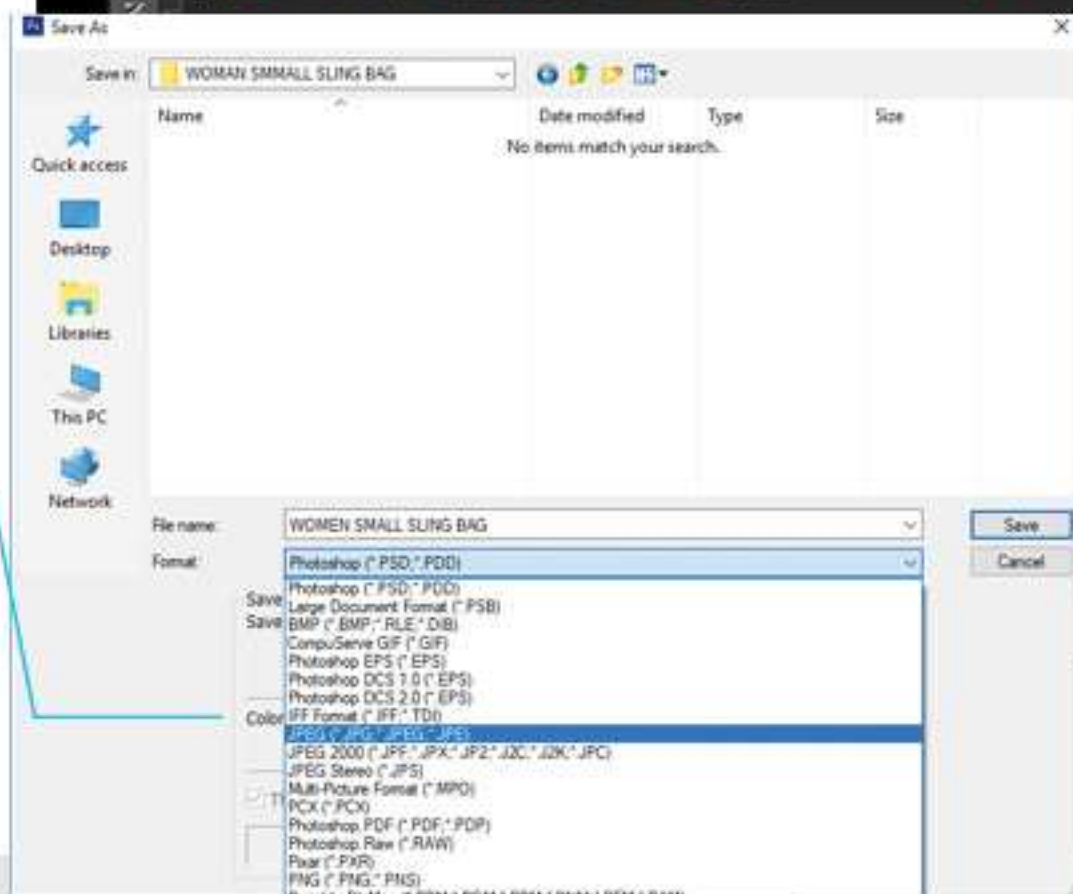 Save As
Save in: WOMAN SMMALL SLING BAG
Name Date modified Type Size
No items match your search.
Quick access
Desktop
Libraries
This PC
Network
File name: WOMEN SMALL SLING BAG Save
Format: Photoshop (*.PSD;*.PDD) Cancel
Photoshop (*.PSD;*.PDD)
Save Large Document Format (*.PSB)
Save BMP (*.BMP;*.RLE;*.DIB)
CompuServe GIF (*.GIF)
Photoshop EPS (*.EPS)
Photoshop DCS 1.0 (*.EPS)
Photoshop DCS 2.0 (*.EPS)
Color IFF Format (*.IFF;*.TDI)
JPEG (*.JPG;*.JPEG;*.JPE)
JPEG 2000 (*.JPF;*.JPX;*.JP2;*.J2C;*.J2K;*.JPC)
JPEG Stereo (*.JPS)
Multi-Picture Format (*.MPO)
PCX (*.PCX)
Photoshop PDF (*.PDF;*.PDP)
Photoshop Raw (*.RAW)
Pixar (*.PXR)
PNG (*.PNG;*.PNS)